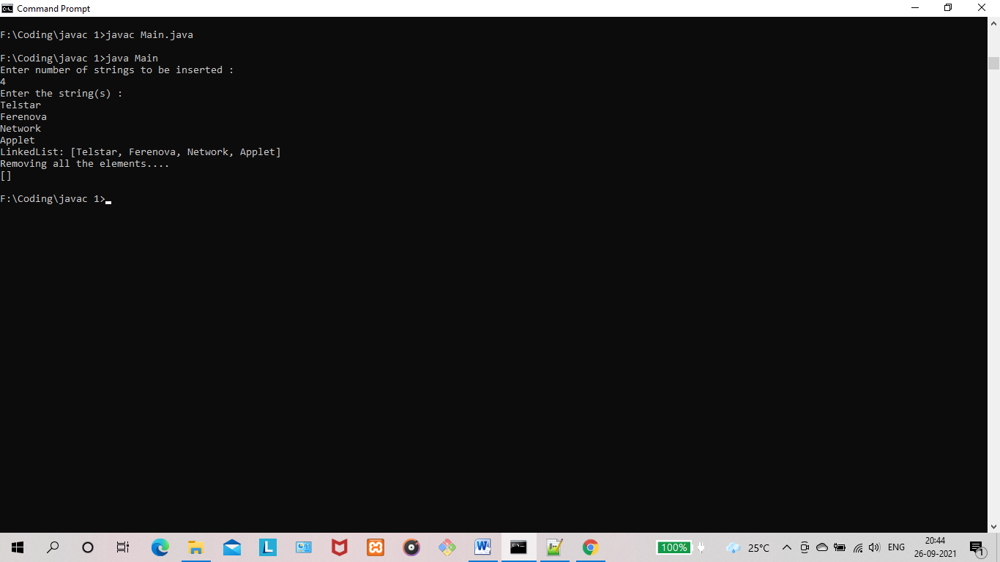 Command Prompt
F:\Coding\javac 1>javac Main.java
F:\Coding\javac 1>java Main
Enter number of strings to be inserted :
4
Enter the string(s) :
Telstar
Ferenova
Network
Applet
LinkedList: [Telstar, Ferenova, Network, Applet]
Removing all the elements....
[]
F:\Coding\javac 1>
100% 25°C ENG 20:44
26-09-2021 1